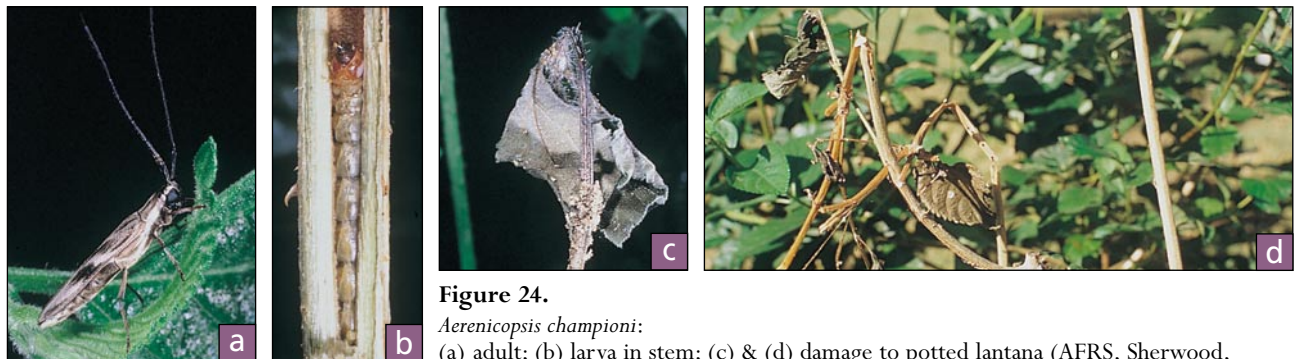 a
b
c
d
Figure 24.
Aerenicopsis championi:
(a) adult; (b) larva in stem; (c) & (d) damage to potted lantana (AFRS, Sherwood,